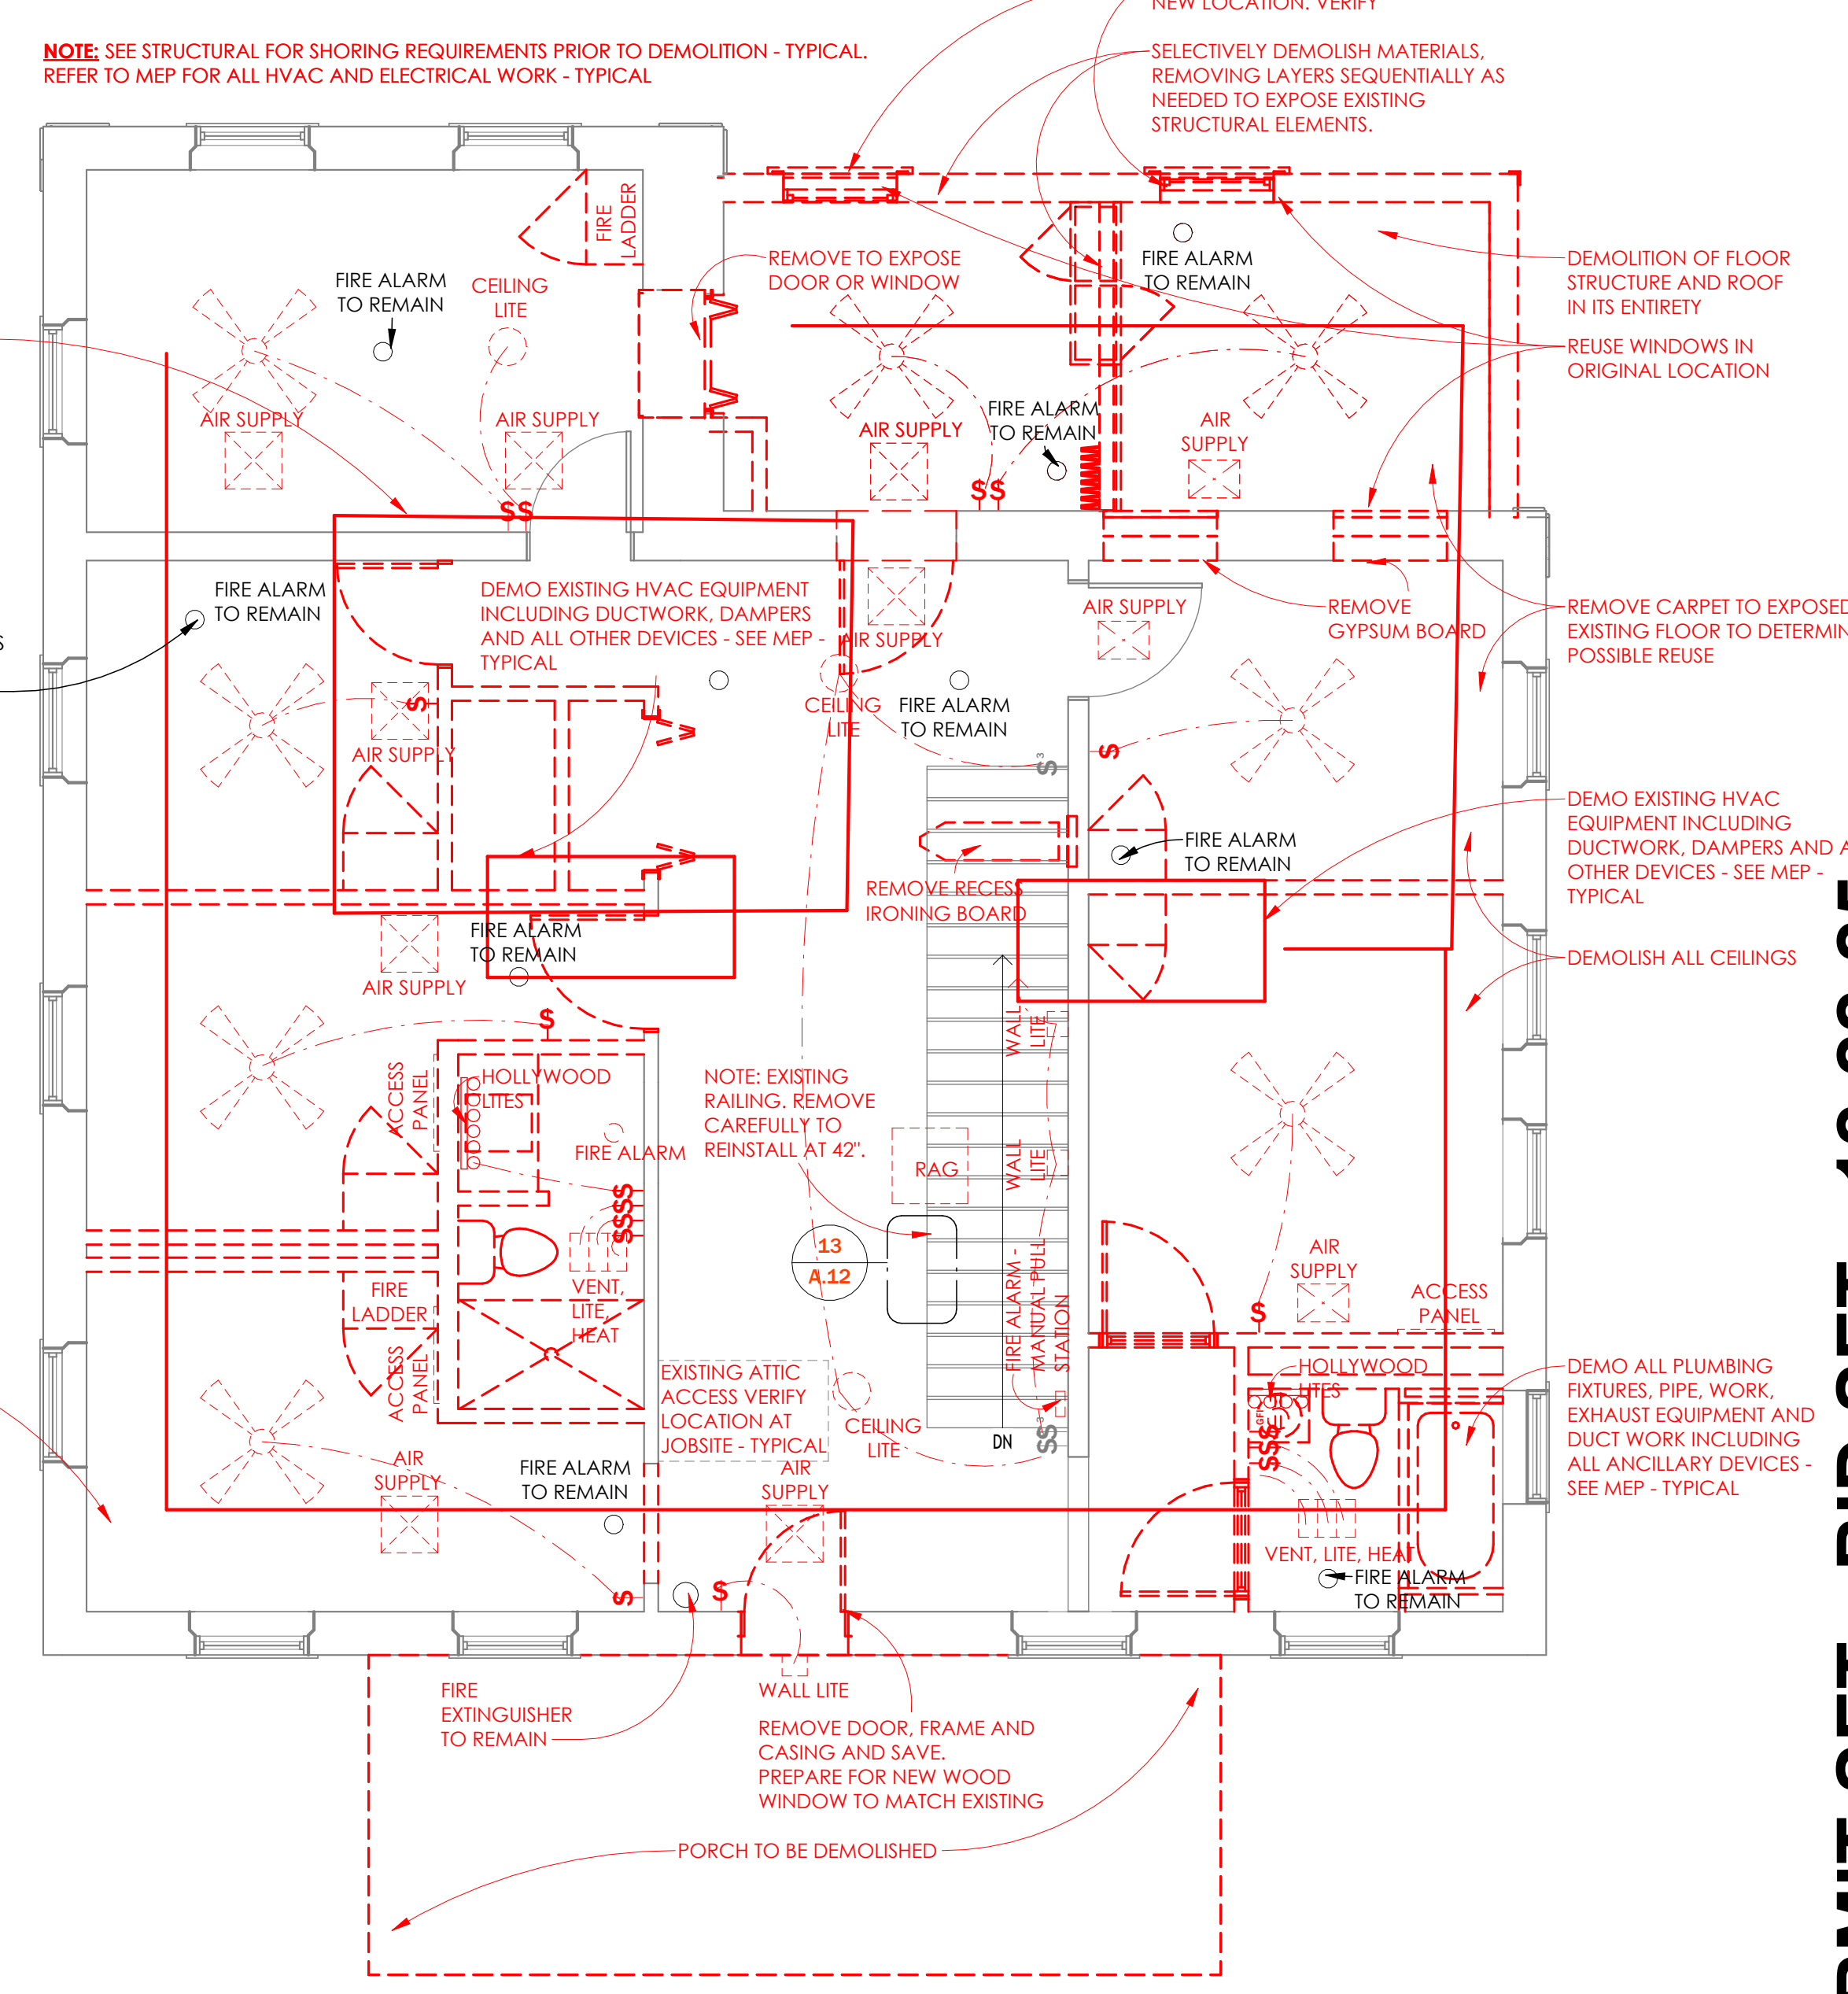 NEW LOCATION. VERIFY
NOTE: SEE STRUCTURAL FOR SHORING REQUIREMENTS PRIOR TO DEMOLITION - TYPICAL.
REFER TO MEP FOR ALL HVAC AND ELECTRICAL WORK - TYPICAL
SELECTIVELY DEMOLISH MATERIALS,
REMOVING LAYERS SEQUENTIALLY AS
NEEDED TO EXPOSE EXISTING
STRUCTURAL ELEMENTS.
FIRE
LADDER
REMOVE TO EXPOSE
DOOR OR WINDOW
FIRE ALARM
TO REMAIN
DEMOLITION OF FLOOR
STRUCTURE AND ROOF
IN ITS ENTIRETY
FIRE ALARM
TO REMAIN
CEILING
LITE
REUSE WINDOWS IN
ORIGINAL LOCATION
AIR SUPPLY
AIR SUPPLY
AIR SUPPLY
FIRE ALARM
TO REMAIN
AIR
SUPPLY
$$
$$
FIRE ALARM
TO REMAIN
DEMO EXISTING HVAC EQUIPMENT
INCLUDING DUCTWORK, DAMPERS
AND ALL OTHER DEVICES - SEE MEP -
TYPICAL
AIR SUPPLY
AIR SUPPLY
REMOVE
GYPSUM BOARD
REMOVE CARPET TO EXPOSED
EXISTING FLOOR TO DETERMIN
POSSIBLE REUSE
S
$
AIR SUPPLY
CEILING
LITE
FIRE ALARM
TO REMAIN
$3
$
DEMO EXISTING HVAC
EQUIPMENT INCLUDING
DUCTWORK, DAMPERS AND A
OTHER DEVICES - SEE MEP -
TYPICAL
FIRE ALARM
TO REMAIN
REMOVE RECESS
IRONING BOARD
FIRE ALARM
TO REMAIN
AIR SUPPLY
DEMOLISH ALL CEILINGS
$
WALL
LITE
ACCESS
PANEL
HOLLYWOOD
LITES
NOTE: EXISTING
RAILING. REMOVE
CAREFULLY TO
REINSTALL AT 42".
FIRE ALARM
RAG
WALL
LITE
$$$$
13
A.12
FIRE ALARM -
MANUAL PULL
STATION
AIR
SUPPLY
FIRE
LADDER
VENT,
LITE,
HEAT
ACCESS
PANEL
$
ACCESS
PANEL
EXISTING ATTIC
ACCESS VERIFY
LOCATION AT
JOBSITE - TYPICAL
HOLLYWOOD
LITES
GFI
$$$
DEMO ALL PLUMBING
FIXTURES, PIPE, WORK,
EXHAUST EQUIPMENT AND
DUCT WORK INCLUDING
ALL ANCILLARY DEVICES -
SEE MEP - TYPICAL
CEILING
LITE
DN
$$3
AIR
SUPPLY
FIRE ALARM
TO REMAIN
AIR
SUPPLY
VENT, LITE, HEAT
FIRE ALARM
TO REMAIN
$
$
FIRE
EXTINGUISHER
TO REMAIN
WALL LITE
REMOVE DOOR, FRAME AND
CASING AND SAVE.
PREPARE FOR NEW WOOD
WINDOW TO MATCH EXISTING
PORCH TO BE DEMOLISHED